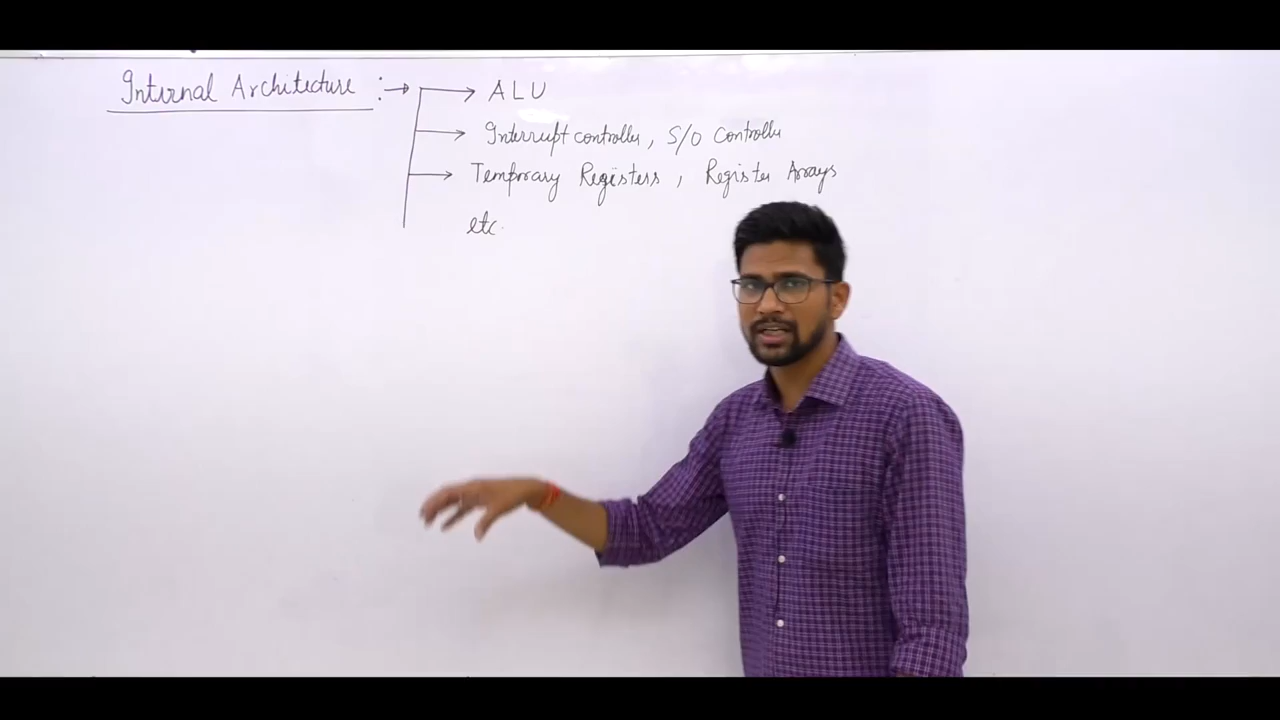 Internal Architecture : → ALU
Interrupt controller, S/O Controller
Temporary Registers, Register Arrays
etc.